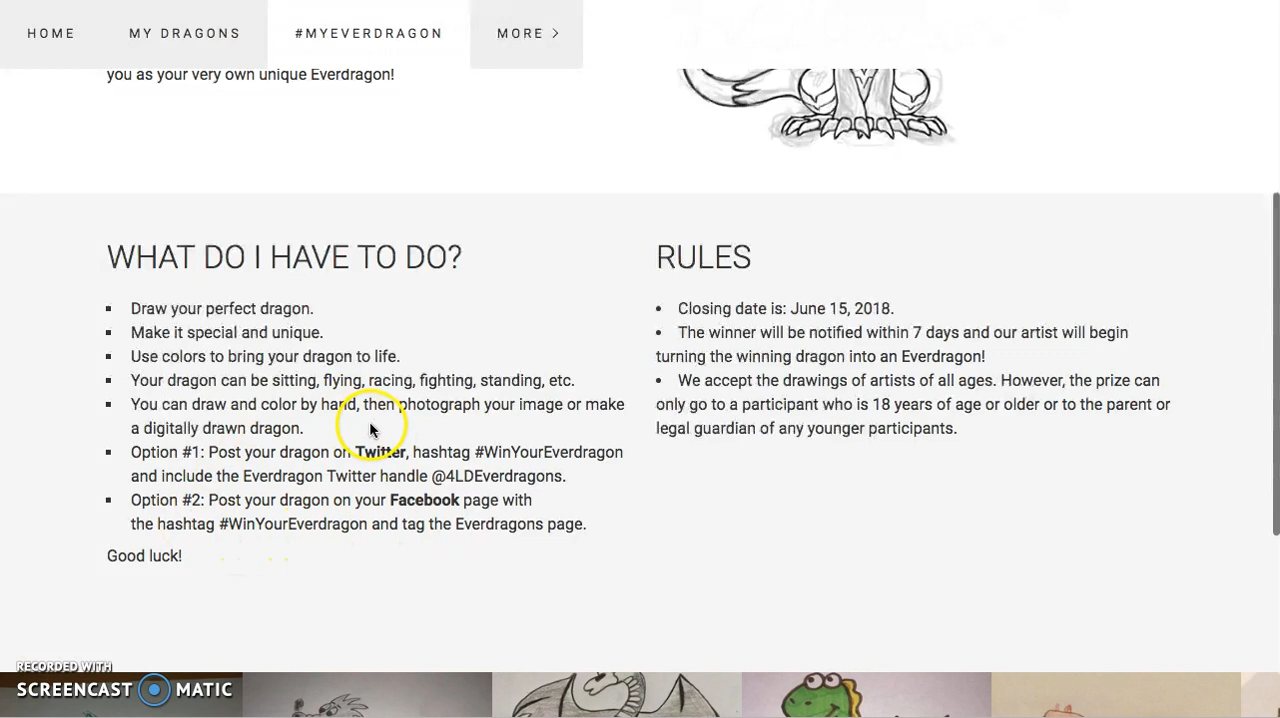 HOME
MY DRAGONS
#MYEVERDRAGON
MORE >
you as your very own unique Everdragon!
WHAT DO I HAVE TO DO?
Draw your perfect dragon.
Make it special and unique.
Use colors to bring your dragon to life.
Your dragon can be sitting, flying, racing, fighting, standing, etc.
You can draw and color by hand, then photograph your image or make
a digitally drawn dragon.
Option #1: Post your dragon on Twitter, hashtag #WinYourEverdragon
and include the Everdragon Twitter handle @4LDEverdragons.
Option #2: Post your dragon on your Facebook page with
the hashtag #WinYourEverdragon and tag the Everdragons page.
Good luck!
RULES
Closing date is: June 15, 2018.
The winner will be notified within 7 days and our artist will begin
turning the winning dragon into an Everdragon!
We accept the drawings of artists of all ages. However, the prize can
only go to a participant who is 18 years of age or older or to the parent or
legal guardian of any younger participants.
RECORDED WITH
SCREENCAST MATIC